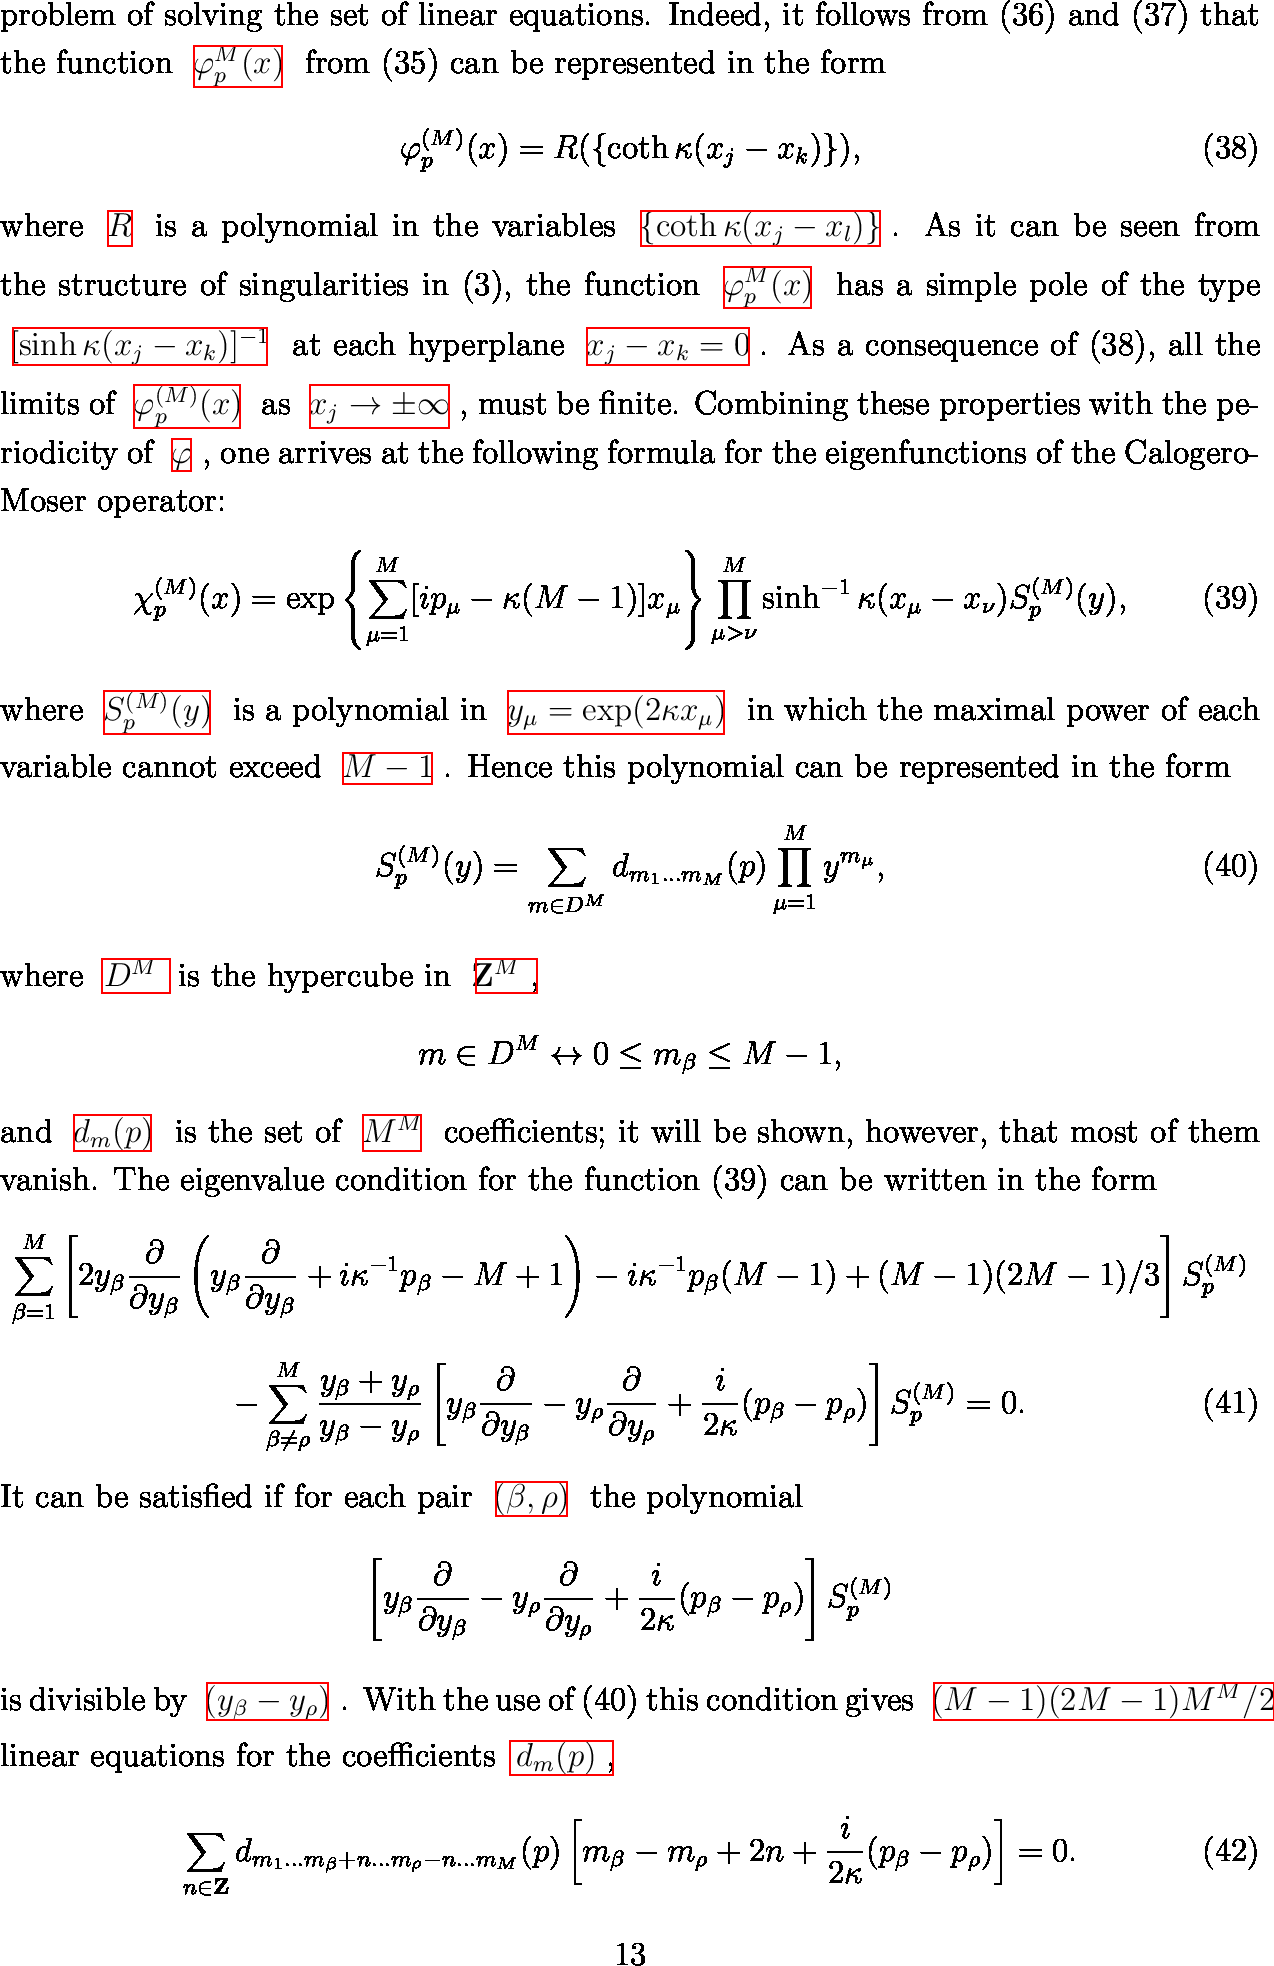 problem of solving the set of linear equations. Indeed, it follows from (36) and (37) that
the function $\varphi_p^M(x)$ from (35) can be represented in the form
$$\varphi_p^{(M)}(x) = R(\{\coth \kappa(x_j - x_k)\}), \quad (38)$$
where $R$ is a polynomial in the variables $\{\coth \kappa(x_j - x_l)\}$ . As it can be seen from
the structure of singularities in (3), the function $\varphi_p^M(x)$ has a simple pole of the type
$[\sinh \kappa(x_j - x_k)]^{-1}$ at each hyperplane $x_j - x_k = 0$ . As a consequence of (38), all the
limits of $\varphi_p^{(M)}(x)$ as $x_j \to \pm\infty$ , must be finite. Combining these properties with the pe-
riodicity of $\varphi$ , one arrives at the following formula for the eigenfunctions of the Calogero-
Moser operator:
$$\chi_p^{(M)}(x) = \exp\left\{\sum_{\mu=1}^{M}[ip_\mu - \kappa(M-1)]x_\mu\right\}\prod_{\mu>\nu}^{M}\sinh^{-1}\kappa(x_\mu - x_\nu)S_p^{(M)}(y), \quad (39)$$
where $S_p^{(M)}(y)$ is a polynomial in $y_\mu = \exp(2\kappa x_\mu)$ in which the maximal power of each
variable cannot exceed $M-1$ . Hence this polynomial can be represented in the form
$$S_p^{(M)}(y) = \sum_{m\in D^M} d_{m_1...m_M}(p)\prod_{\mu=1}^{M} y^{m_\mu}, \quad (40)$$
where $D^M$ is the hypercube in $\mathbf{Z}^M$ ,
$$m \in D^M \leftrightarrow 0 \leq m_\beta \leq M-1,$$
and $d_m(p)$ is the set of $M^M$ coefficients; it will be shown, however, that most of them
vanish. The eigenvalue condition for the function (39) can be written in the form
$$\sum_{\beta=1}^{M}\left[2y_\beta\frac{\partial}{\partial y_\beta}\left(y_\beta\frac{\partial}{\partial y_\beta} + i\kappa^{-1}p_\beta - M + 1\right) - i\kappa^{-1}p_\beta(M-1) + (M-1)(2M-1)/3\right]S_p^{(M)}$$
$$-\sum_{\beta\neq\rho}^{M}\frac{y_\beta + y_\rho}{y_\beta - y_\rho}\left[y_\beta\frac{\partial}{\partial y_\beta} - y_\rho\frac{\partial}{\partial y_\rho} + \frac{i}{2\kappa}(p_\beta - p_\rho)\right]S_p^{(M)} = 0. \quad (41)$$
It can be satisfied if for each pair $(\beta, \rho)$ the polynomial
$$\left[y_\beta\frac{\partial}{\partial y_\beta} - y_\rho\frac{\partial}{\partial y_\rho} + \frac{i}{2\kappa}(p_\beta - p_\rho)\right]S_p^{(M)}$$
is divisible by $(y_\beta - y_\rho)$ . With the use of (40) this condition gives $(M-1)(2M-1)M^M/2$
linear equations for the coefficients $d_m(p)$ ,
$$\sum_{n\in\mathbf{Z}} d_{m_1...m_\beta+n...m_\rho-n...m_M}(p)\left[m_\beta - m_\rho + 2n + \frac{i}{2\kappa}(p_\beta - p_\rho)\right] = 0. \quad (42)$$
13